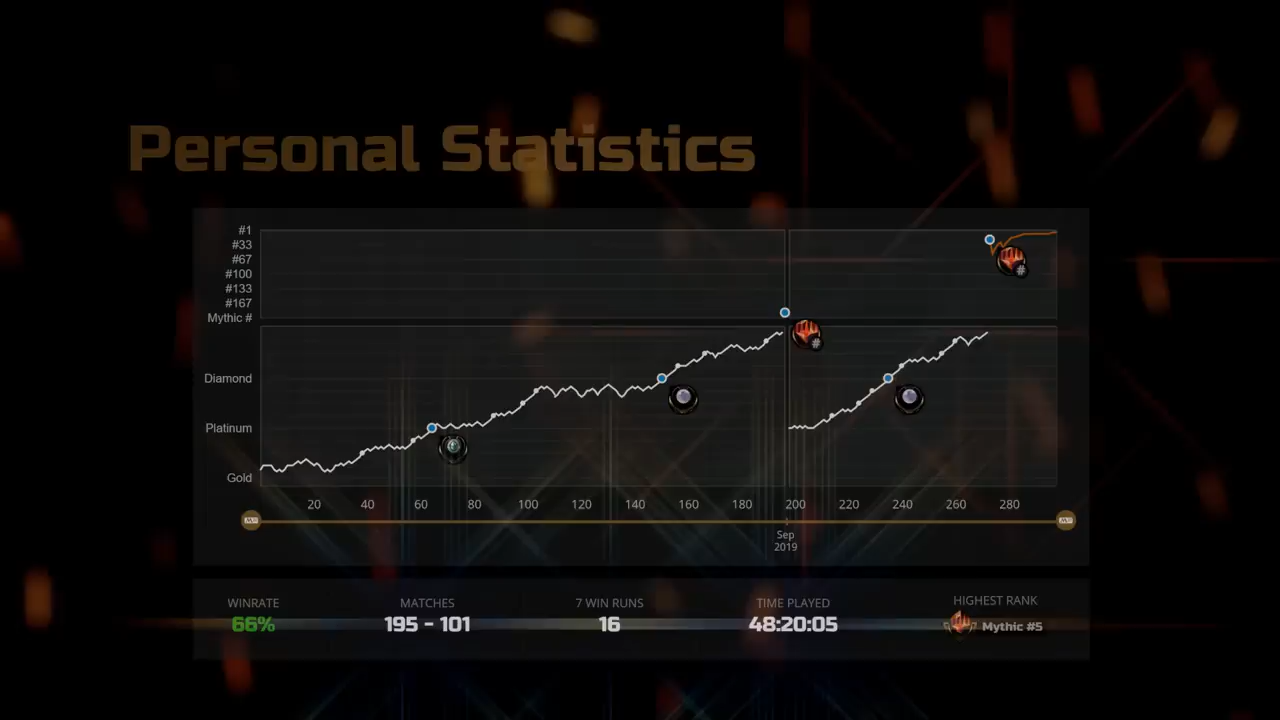 Personal Statistics
#1
#33
#67
#100
#133
#167
Mythic #
Diamond
Platinum
Gold
20 40 60 80 100 120 140 160 180 200 220 240 260 280
Sep
2019
WINRATE MATCHES 7 WIN RUNS TIME PLAYED HIGHEST RANK
66% 195 - 101 16 48:20:05 Mythic #5